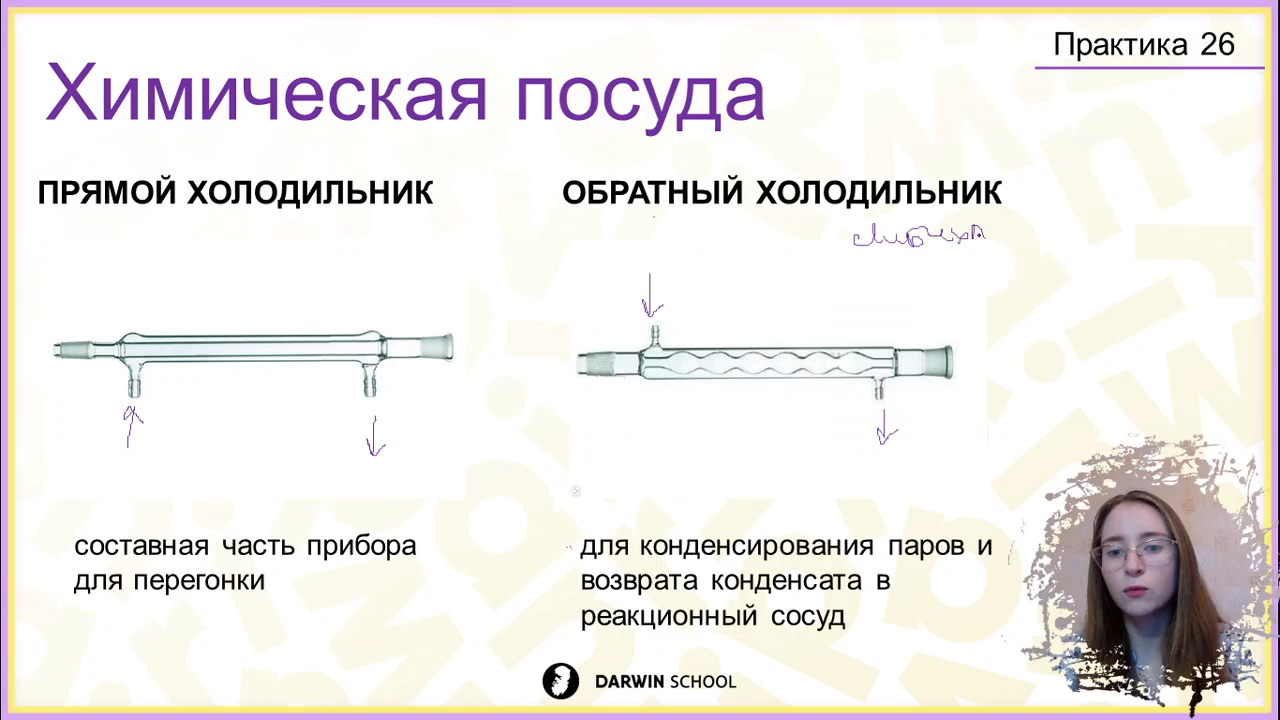 Практика 26
Химическая посуда
ПРЯМОЙ ХОЛОДИЛЬНИК
ОБРАТНЫЙ ХОЛОДИЛЬНИК
Либиха
составная часть прибора
для перегонки
для конденсирования паров и
возврата конденсата в
реакционный сосуд
DARWIN SCHOOL